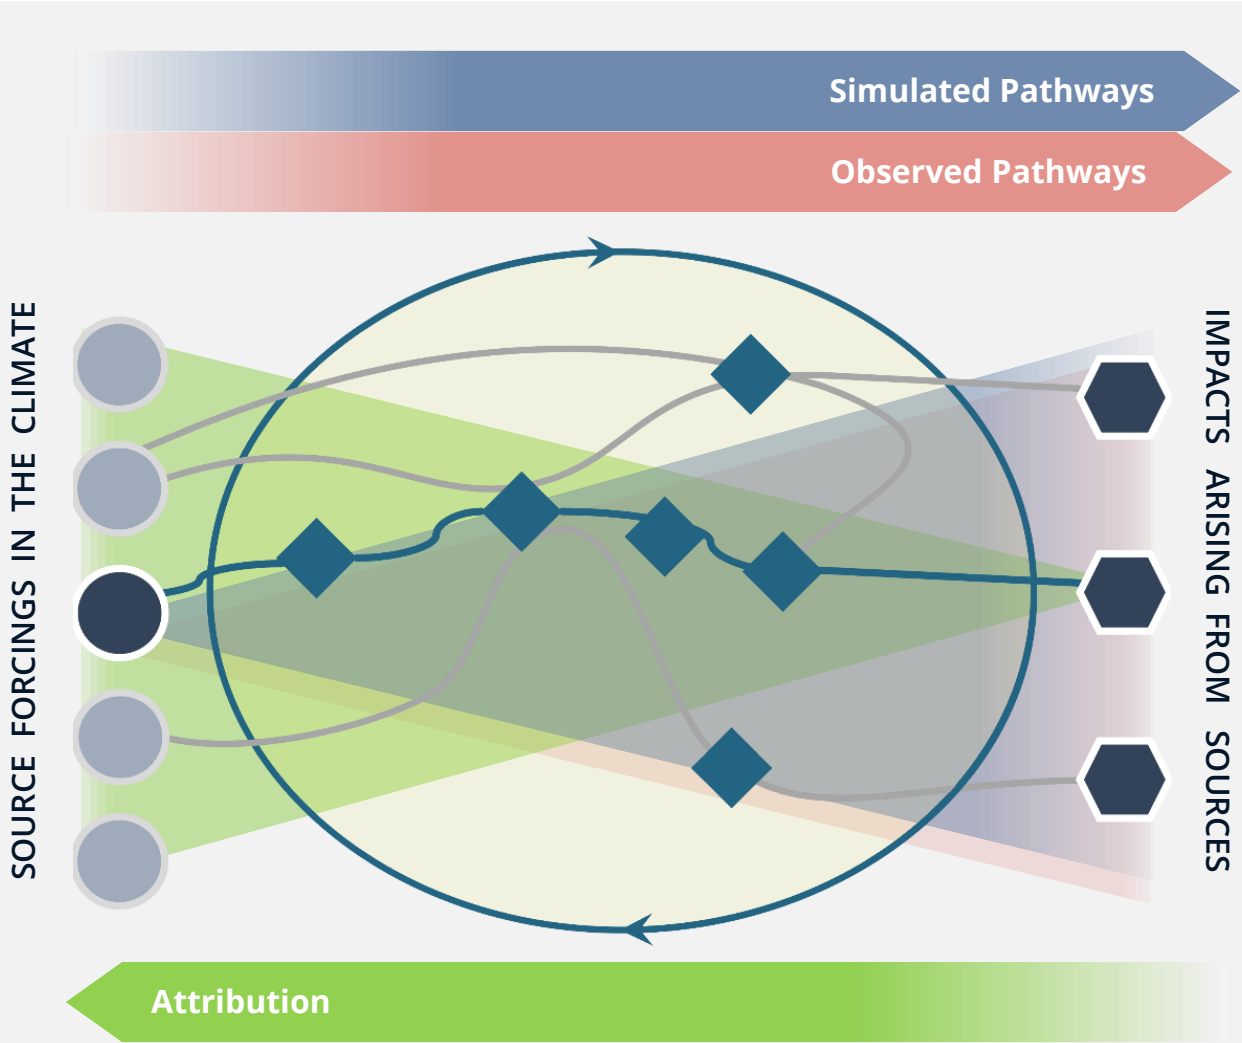 Simulated Pathways
Observed Pathways
SOURCE FORCINGS IN THE CLIMATE
IMPACTS ARISING FROM SOURCES
Attribution